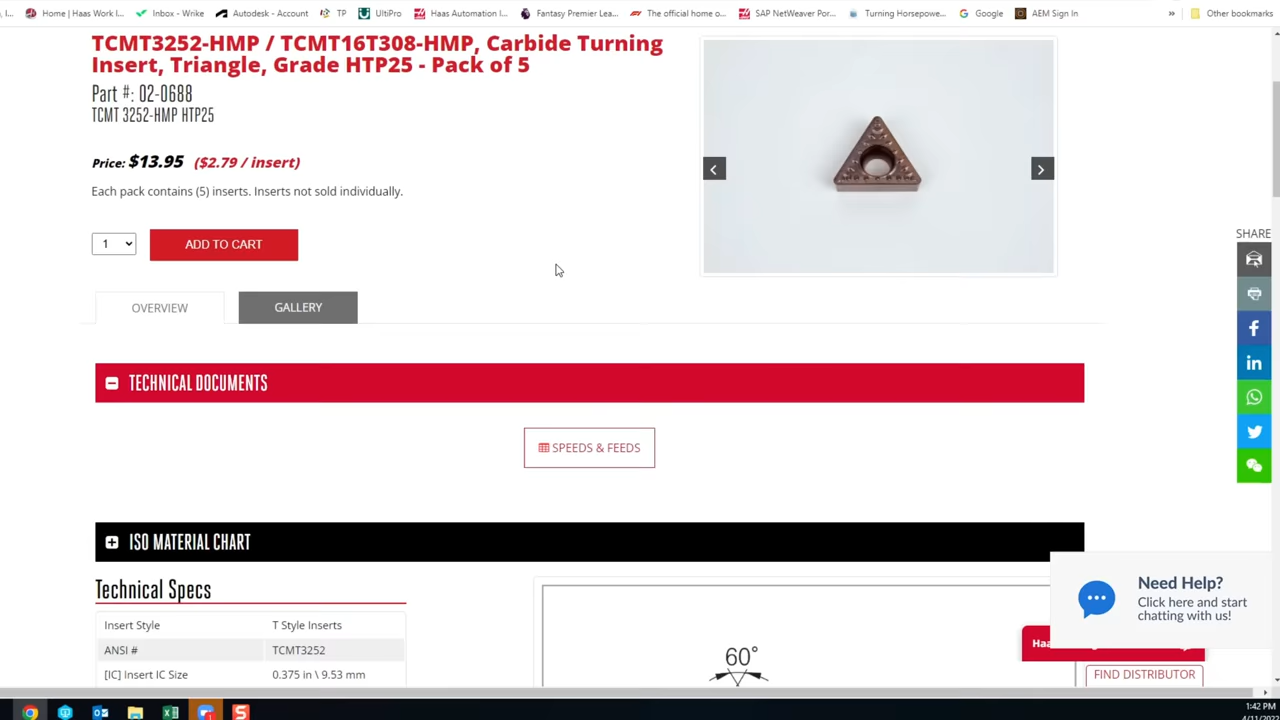 Home | Haas Work I...
Inbox - Wrike
Autodesk - Account
TP
UltiPro
Haas Automation I...
Fantasy Premier Lea...
The official home o...
SAP NetWeaver Por...
Turning Horsepowe...
Google
AEM Sign In
»
Other bookmarks
TCMT3252-HMP / TCMT16T308-HMP, Carbide Turning
Insert, Triangle, Grade HTP25 - Pack of 5
Part #: 02-0688
TCMT 3252-HMP HTP25
Price: $13.95 ($2.79 / insert)
Each pack contains (5) inserts. Inserts not sold individually.
1
ADD TO CART
SHARE
OVERVIEW
GALLERY
TECHNICAL DOCUMENTS
SPEEDS & FEEDS
ISO MATERIAL CHART
Technical Specs
Insert Style T Style Inserts
ANSI # TCMT3252
[IC] Insert IC Size 0.375 in \ 9.53 mm
60°
Need Help?
Click here and start
chatting with us!
Haa
FIND DISTRIBUTOR
1:42 PM